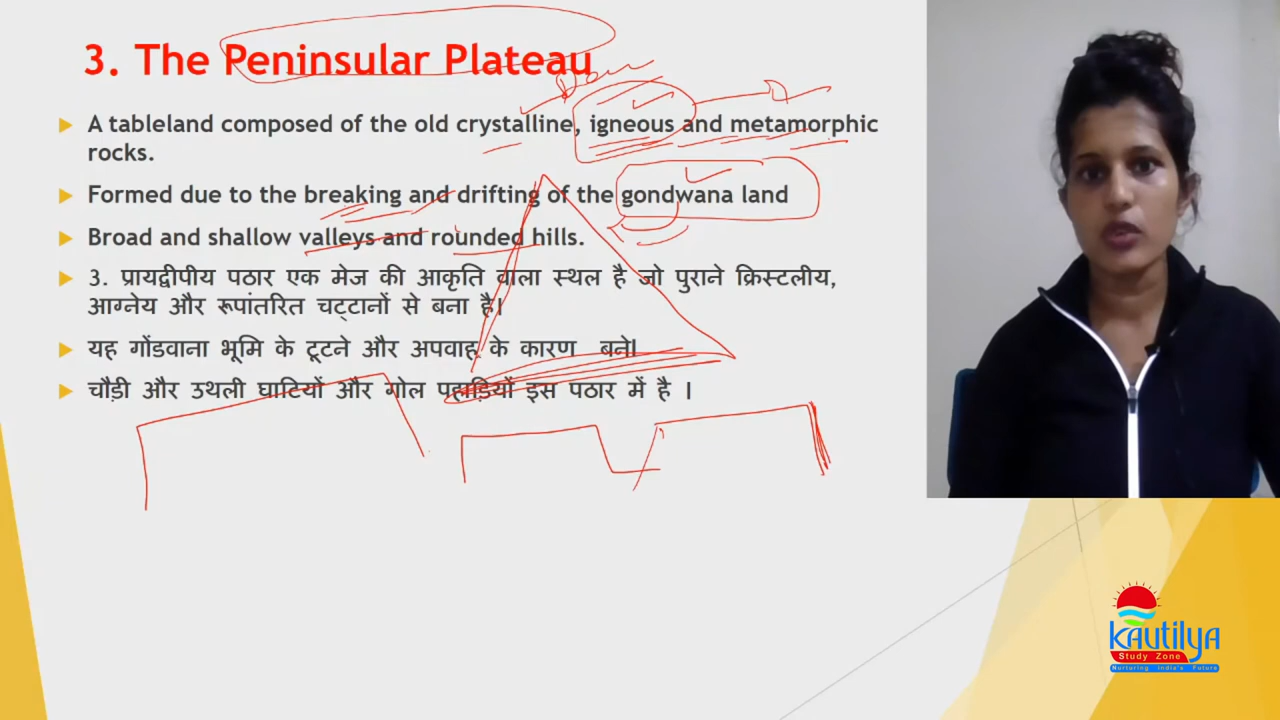 3. The Peninsular Plateau
A tableland composed of the old crystalline, igneous and metamorphic
rocks.
Formed due to the breaking and drifting of the gondwana land
Broad and shallow valleys and rounded hills.
3. प्रायद्वीपीय पठार एक मेज की आकृति वाला स्थल है जो पुराने क्रिस्टलीय,
आग्नेय और रूपांतरित चट्टानों से बना है।
यह गोंडवाना भूमि के टूटने और अपवाह के कारण बने।
चौड़ी और उथली घाटियों और गोल पहाड़ियों इस पठार में है ।
Kautilya
Study Zone
Nurturing India's Future